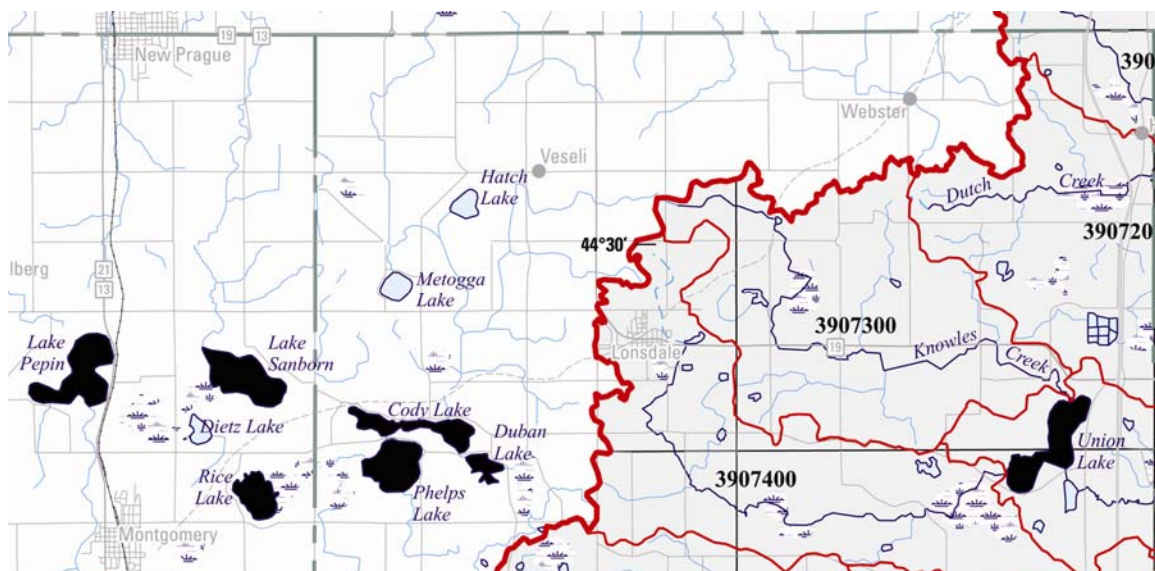 19
13
New Prague
390
Webster
H
Veseli
Hatch
Lake
Dutch
Creek
44°30'
390720
21
13
lberg
Metogga
Lake
Lake
Pepin
Lake
Sanborn
Lonsdale
3907300
19
Knowles
Creek
Cody Lake
Dietz Lake
Duban
Lake
Union
Lake
Rice
Lake
Phelps
Lake
3907400
Montgomery